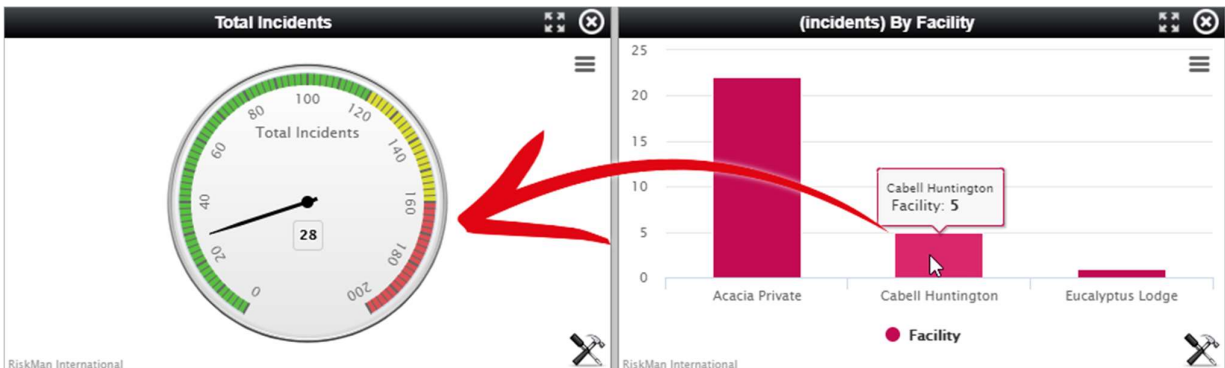 Total Incidents
0
20
40
60
80
100
120
140
160
180
200
Total Incidents
28
RiskMan International
(incidents) By Facility
25
20
15
10
5
0
Cabell Huntington
Facility: 5
Acacia Private
Cabell Huntington
Eucalyptus Lodge
Facility
RiskMan International